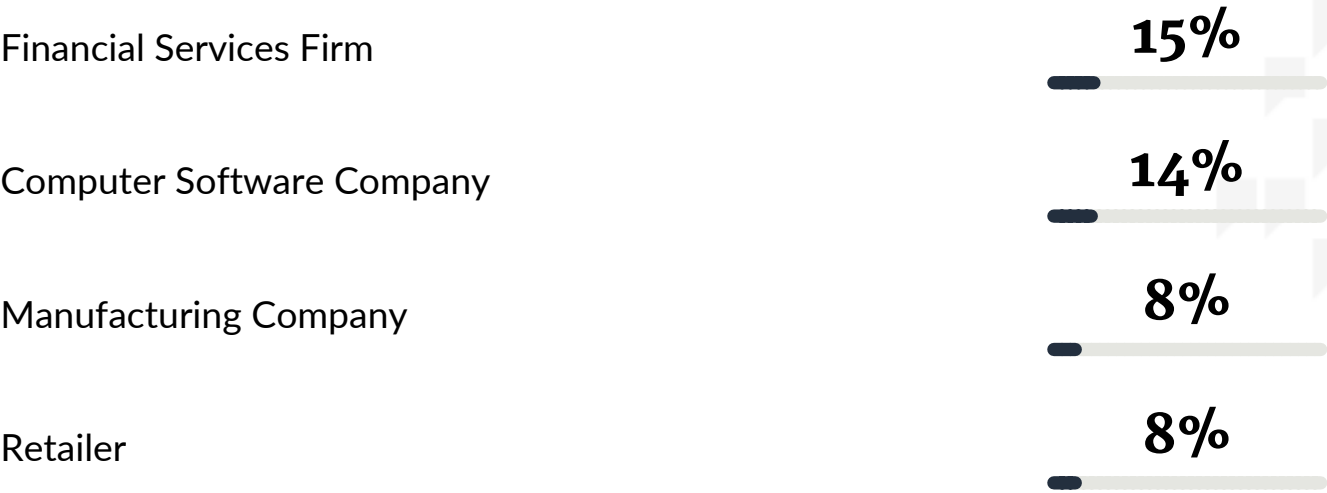 Financial Services Firm 15%
Computer Software Company 14%
Manufacturing Company 8%
Retailer 8%